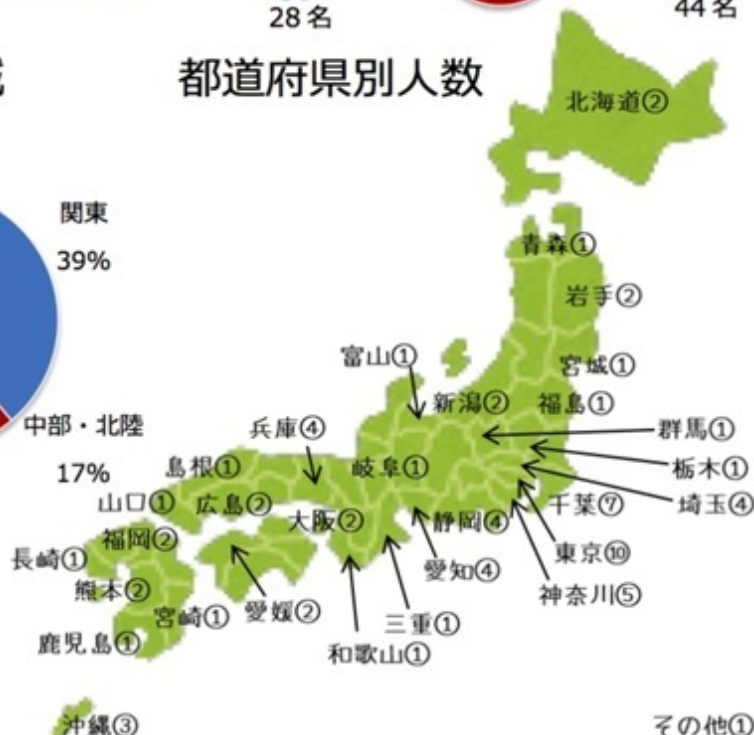 28名
44名
都道府県別人数
北海道②
関東
39%
青森①
岩手②
富山①
宮城①
新潟②
福島①
中部・北陸
17%
兵庫④
群馬①
島根①
岐阜①
栃木①
山口①
広島②
大阪②
静岡④
千葉⑦
埼玉④
福岡②
長崎①
愛知④
東京⑩
熊本②
宮崎①
愛媛②
三重①
神奈川⑤
鹿児島①
和歌山①
沖縄③
その他①